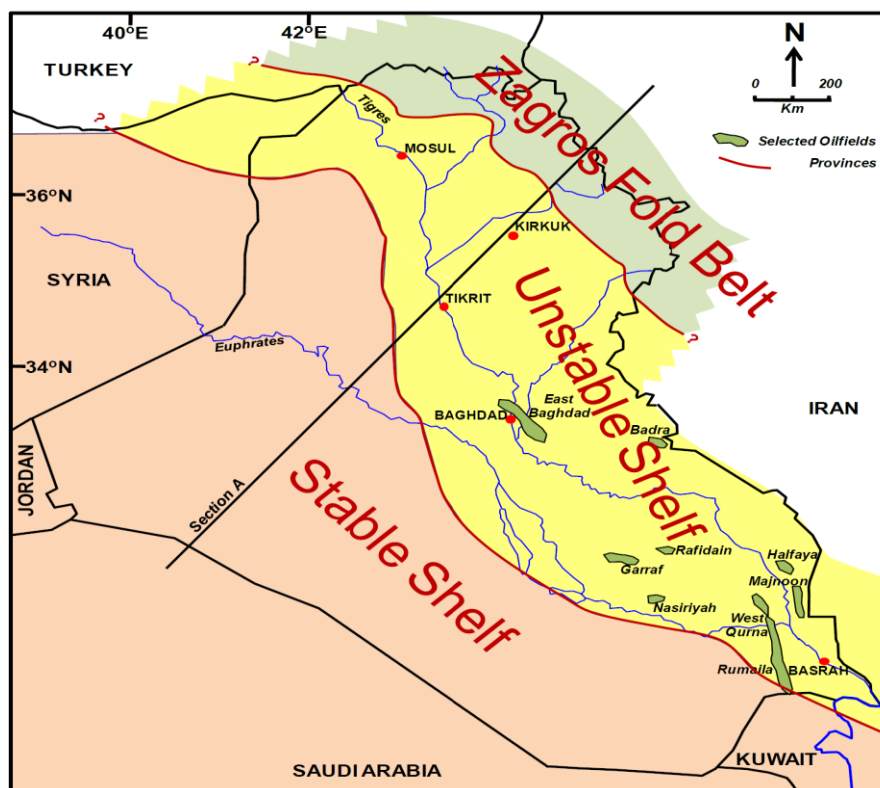 40°E
42°E
N
TURKEY
0
200
Km
Selected Oilfields
Provinces
?
?
Tigres
Zagros Fold Belt
MOSUL
36°N
KIRKUK
SYRIA
TIKRIT
Unstable Shelf
Euphrates
?
34°N
IRAN
East
Baghdad
BAGHDAD
Badra
JORDAN
Section A
Stable Shelf
Rafidain
Halfaya
Garraf
Majnoon
Nasiriyah
West
Qurna
Rumaila
BASRAH
KUWAIT
SAUDI ARABIA